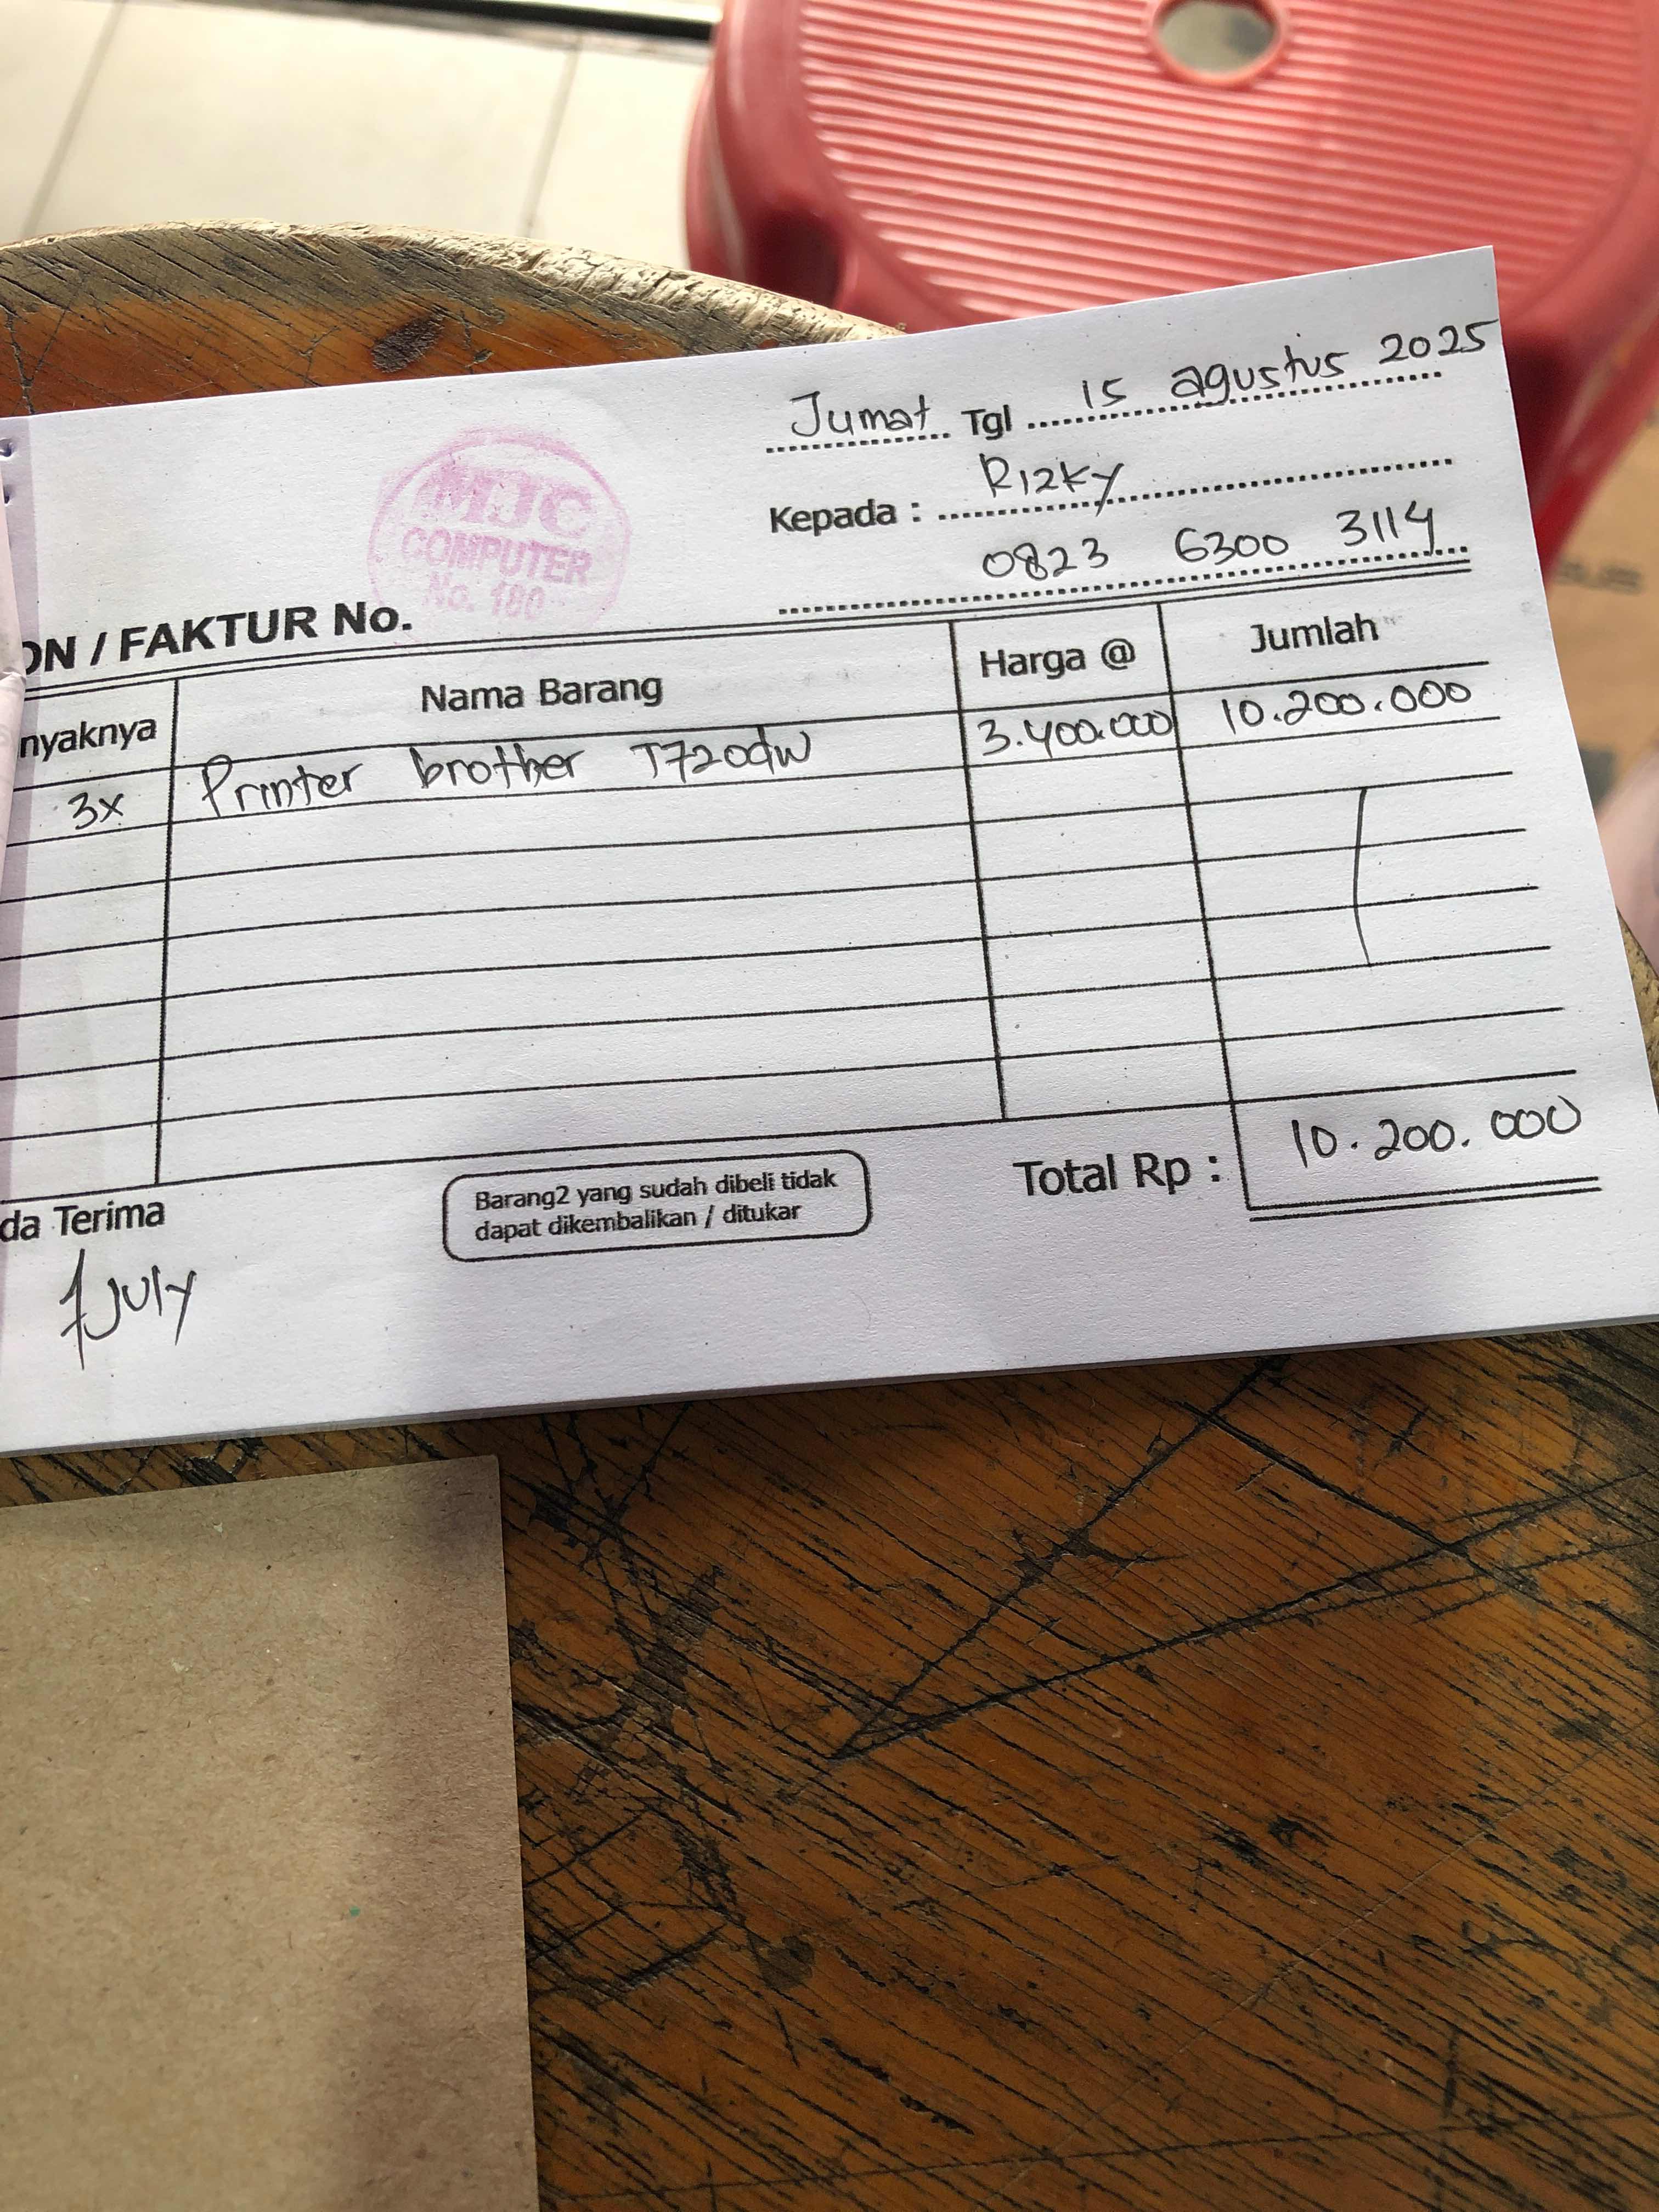 Jumat Tgl 15 agustus 2025
Kepada : Rizky
0823 6300 3114
MJC
COMPUTER
No. 180
ON / FAKTUR No.
nyaknya Nama Barang Harga @ Jumlah
3x Printer brother T720dw 3.400.000 10.200.000
Total Rp : 10.200.000
da Terima
Barang2 yang sudah dibeli tidak
dapat dikembalikan / ditukar
July